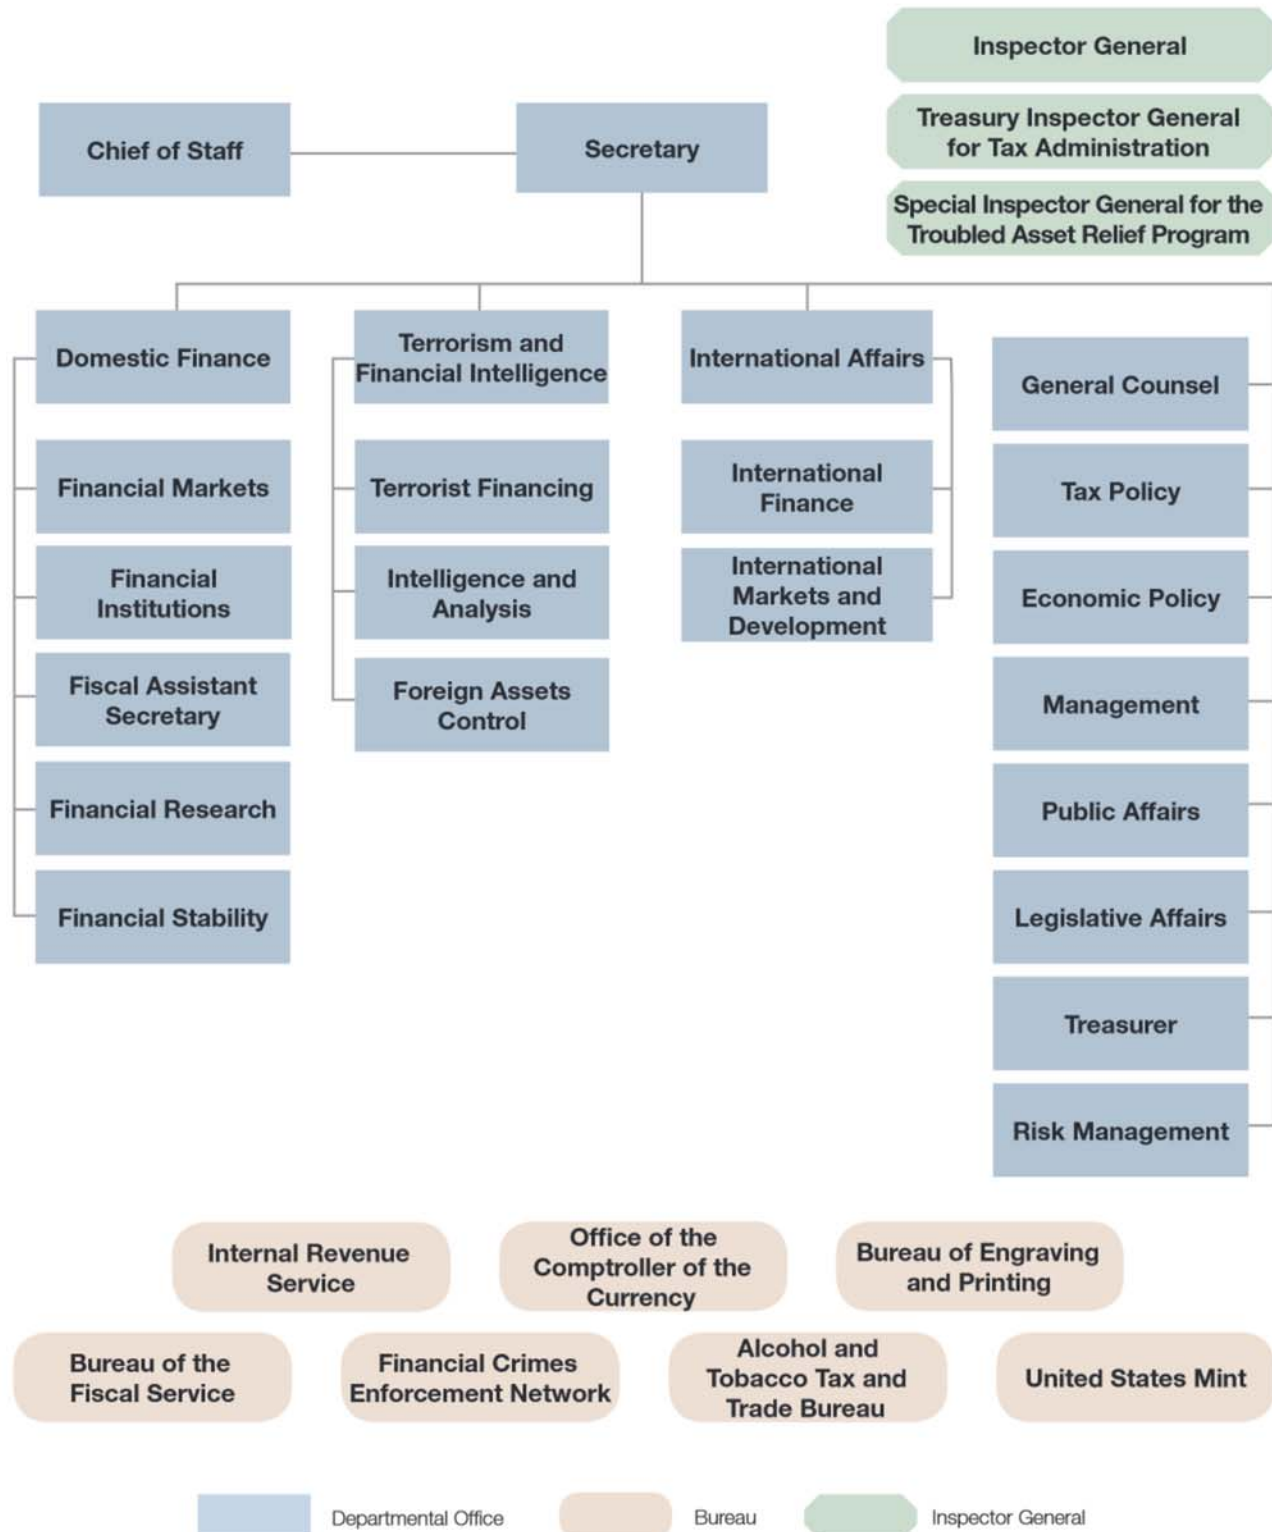 Inspector General
Treasury Inspector General
for Tax Administration
Special Inspector General for the
Troubled Asset Relief Program
Chief of Staff
Secretary
Domestic Finance
Financial Markets
Financial
Institutions
Fiscal Assistant
Secretary
Financial Research
Financial Stability
Terrorism and
Financial Intelligence
Terrorist Financing
Intelligence and
Analysis
Foreign Assets
Control
International Affairs
International
Finance
International
Markets and
Development
General Counsel
Tax Policy
Economic Policy
Management
Public Affairs
Legislative Affairs
Treasurer
Risk Management
Internal Revenue
Service
Office of the
Comptroller of the
Currency
Bureau of Engraving
and Printing
Bureau of the
Fiscal Service
Financial Crimes
Enforcement Network
Alcohol and
Tobacco Tax and
Trade Bureau
United States Mint
Departmental Office
Bureau
Inspector General